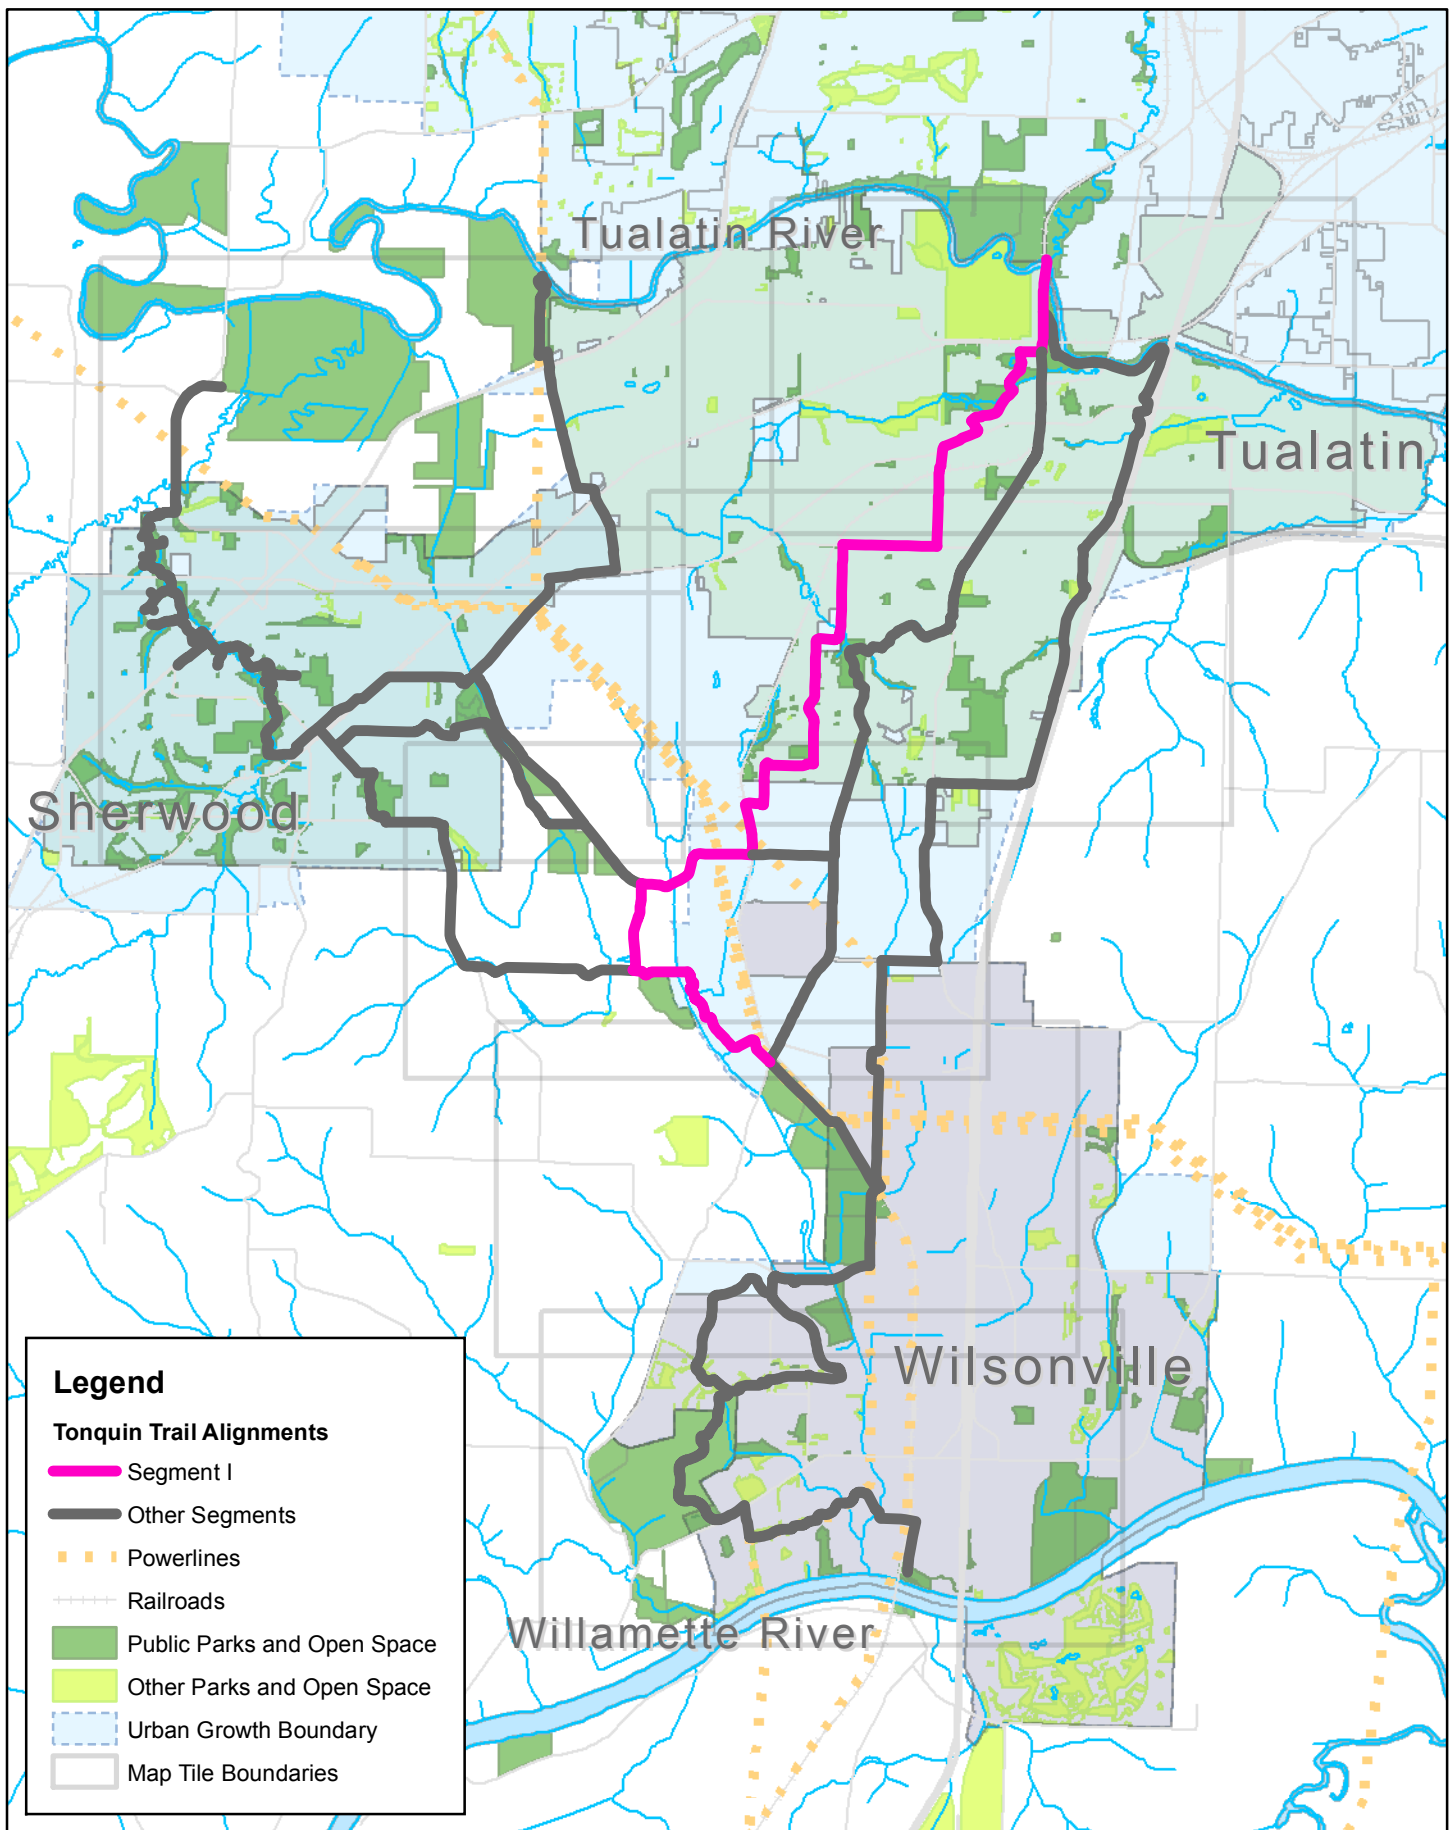 Tualatin River
Tualatin
Sherwood
Wilsonville
Willamette River
Legend
Tonquin Trail Alignments
Segment I
Other Segments
Powerlines
Railroads
Public Parks and Open Space
Other Parks and Open Space
Urban Growth Boundary
Map Tile Boundaries